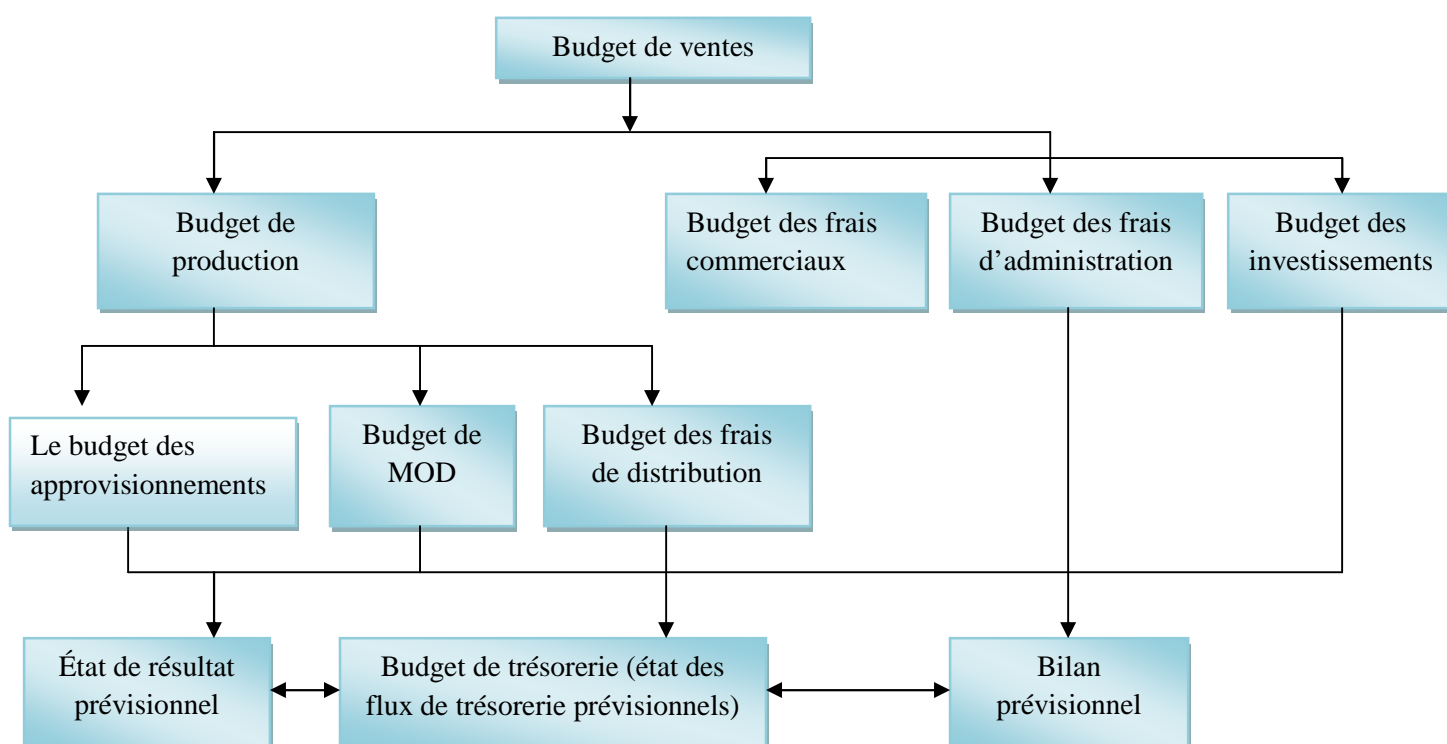 Budget de ventes
Budget de
production
Budget des frais
commerciaux
Budget des frais
d’administration
Budget des
investissements
Le budget des
approvisionnements
Budget de
MOD
Budget des frais
de distribution
État de résultat
prévisionnel
Budget de trésorerie (état des
flux de trésorerie prévisionnels)
Bilan
prévisionnel